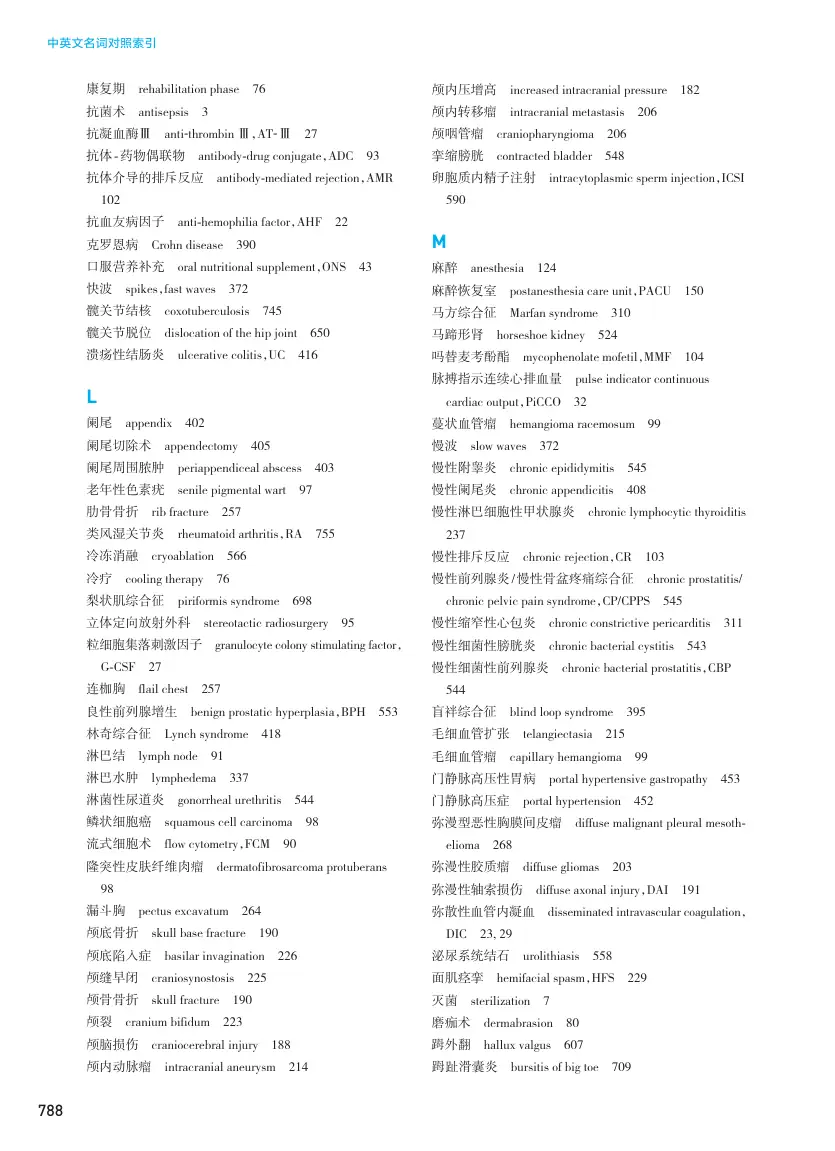 中英文名词对照索引
康复期 rehabilitation phase 76
抗菌术 antisepsis 3
抗凝血酶Ⅲ anti-thrombin Ⅲ, AT-Ⅲ 27
抗体-药物偶联物 antibody-drug conjugate, ADC 93
抗体介导的排斥反应 antibody-mediated rejection, AMR
102
抗血友病因子 anti-hemophilia factor, AHF 22
克罗恩病 Crohn disease 390
口服营养补充 oral nutritional supplement, ONS 43
快波 spikes, fast waves 372
髋关节结核 coxotuberculosis 745
髋关节脱位 dislocation of the hip joint 650
溃疡性结肠炎 ulcerative colitis, UC 416
L
阑尾 appendix 402
阑尾切除术 appendectomy 405
阑尾周围脓肿 periappendiceal abscess 403
老年性色素疣 senile pigmental wart 97
肋骨骨折 rib fracture 257
类风湿关节炎 rheumatoid arthritis, RA 755
冷冻消融 cryoablation 566
冷疗 cooling therapy 76
梨状肌综合征 piriformis syndrome 698
立体定向放射外科 stereotactic radiosurgery 95
粒细胞集落刺激因子 granulocyte colony stimulating factor,
G-CSF 27
连枷胸 flail chest 257
良性前列腺增生 benign prostatic hyperplasia, BPH 553
林奇综合征 Lynch syndrome 418
淋巴结 lymph node 91
淋巴水肿 lymphedema 337
淋菌性尿道炎 gonorrheal urethritis 544
鳞状细胞癌 squamous cell carcinoma 98
流式细胞术 flow cytometry, FCM 90
隆突性皮肤纤维肉瘤 dermatofibrosarcoma protuberans
98
漏斗胸 pectus excavatum 264
颅底骨折 skull base fracture 190
颅底陷入症 basilar invagination 226
颅缝早闭 craniosynostosis 225
颅骨骨折 skull fracture 190
颅裂 cranium bifidum 223
颅脑损伤 craniocerebral injury 188
颅内动脉瘤 intracranial aneurysm 214
颅内压增高 increased intracranial pressure 182
颅内转移瘤 intracranial metastasis 206
颅咽管瘤 craniopharyngioma 206
挛缩膀胱 contracted bladder 548
卵胞质内精子注射 intracytoplasmic sperm injection, ICSI
590
M
麻醉 anesthesia 124
麻醉恢复室 postanesthesia care unit, PACU 150
马方综合征 Marfan syndrome 310
马蹄形肾 horseshoe kidney 524
吗替麦考酚酯 mycophenolate mofetil, MMF 104
脉搏指示连续心排血量 pulse indicator continuous
cardiac output, PiCCO 32
蔓状血管瘤 hemangioma racemosum 99
慢波 slow waves 372
慢性附睾炎 chronic epididymitis 545
慢性阑尾炎 chronic appendicitis 408
慢性淋巴细胞性甲状腺炎 chronic lymphocytic thyroiditis
237
慢性排斥反应 chronic rejection, CR 103
慢性前列腺炎/慢性骨盆疼痛综合征 chronic prostatitis/
chronic pelvic pain syndrome, CP/CPPS 545
慢性缩窄性心包炎 chronic constrictive pericarditis 311
慢性细菌性膀胱炎 chronic bacterial cystitis 543
慢性细菌性前列腺炎 chronic bacterial prostatitis, CBP
544
盲袢综合征 blind loop syndrome 395
毛细血管扩张 telangiectasia 215
毛细血管瘤 capillary hemangioma 99
门静脉高压性胃病 portal hypertensive gastropathy 453
门静脉高压症 portal hypertension 452
弥漫型恶性胸膜间皮瘤 diffuse malignant pleural mesoth-
elioma 268
弥漫性胶质瘤 diffuse gliomas 203
弥漫性轴索损伤 diffuse axonal injury, DAI 191
弥散性血管内凝血 disseminated intravascular coagulation,
DIC 23, 29
泌尿系统结石 urolithiasis 558
面肌痉挛 hemifacial spasm, HFS 229
灭菌 sterilization 7
磨痂术 dermabrasion 80
𧿹外翻 hallux valgus 607
𧿹趾滑囊炎 bursitis of big toe 709
788